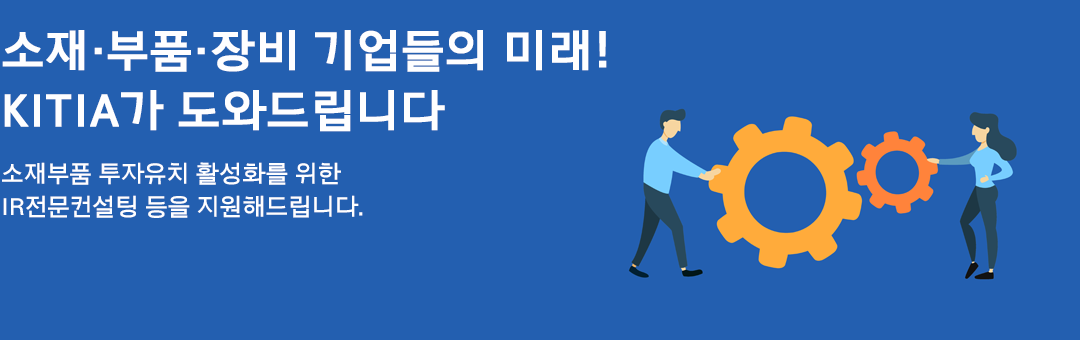 소재·부품·장비 기업들의 미래!
KITIA가 도와드립니다
소재부품 투자유치 활성화를 위한
IR전문컨설팅 등을 지원해드립니다.